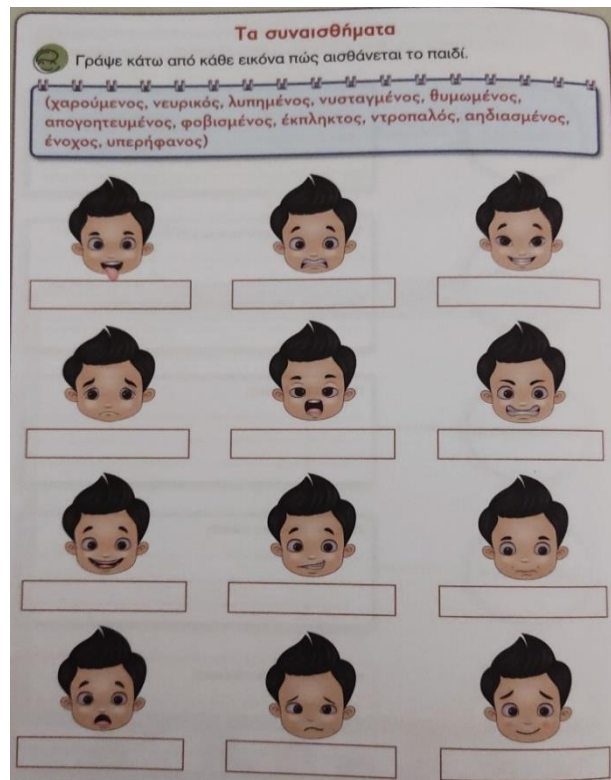 Τα συναισθήματα
Γράψε κάτω από κάθε εικόνα πώς αισθάνεται το παιδί.
(χαρούμενος, νευρικός, λυπημένος, νυσταγμένος, θυμωμένος,
απογοητευμένος, φοβισμένος, έκπληκτος, ντροπαλός, αηδιασμένος,
ένοχος, υπερήφανος)